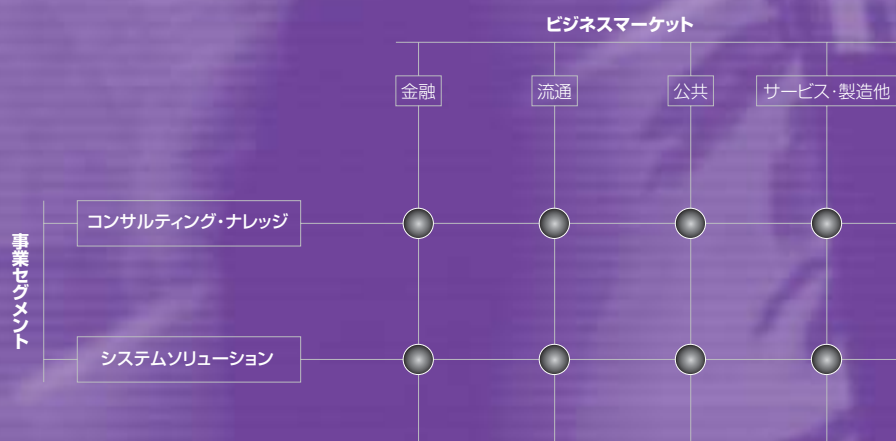 ビジネスマーケット
金融
流通
公共
サービス・製造他
事業セグメント
コンサルティング・ナレッジ
システムソリューション